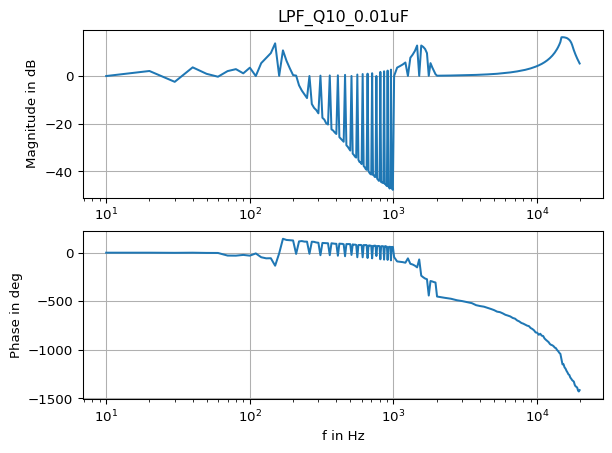 LPF_Q10_0.01uF
Magnitude in dB
0
−20
−40
10¹ 10² 10³ 10⁴
Phase in deg
0
−500
−1000
−1500
10¹ 10² 10³ 10⁴
f in Hz